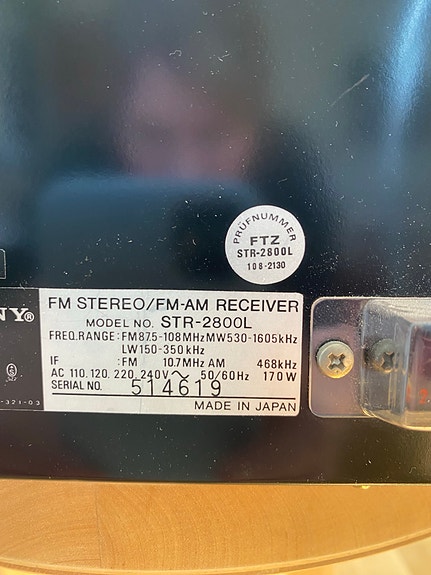 PRÜFNUMMER
FTZ
STR-2800L
108-2130
NY®
FM STEREO/FM-AM RECEIVER
MODEL NO. STR-2800L
FREQ.RANGE:FM87.5-108MHz MW530-1605kHz
LW150-350kHz
IF :FM 10.7MHz AM 468kHz
AC 110.120.220.240V~ 50/60Hz 170W
SERIAL NO. 514619
MADE IN JAPAN
-321-03